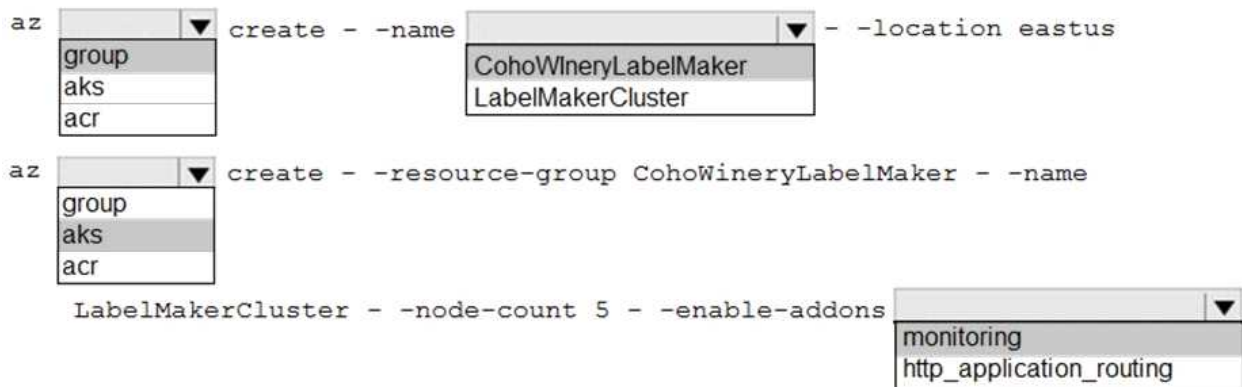 az create - -name - -location eastus
group
aks
acr
CohoWIneryLabelMaker
LabelMakerCluster
az create - -resource-group CohoWineryLabelMaker - -name
group
aks
acr
LabelMakerCluster - -node-count 5 - -enable-addons
monitoring
http_application_routing